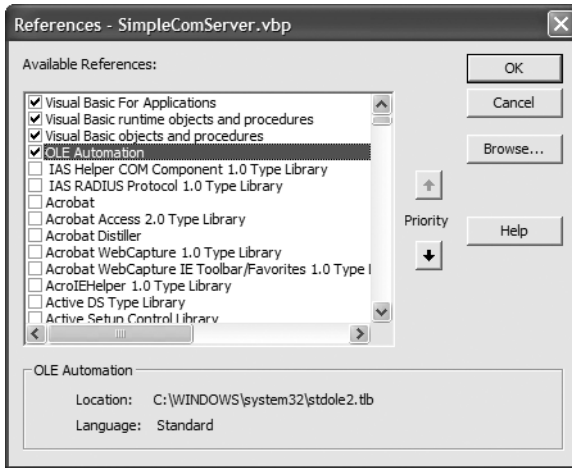 References - SimpleComServer.vbp
Available References:
Visual Basic For Applications
Visual Basic runtime objects and procedures
Visual Basic objects and procedures
OLE Automation
IAS Helper COM Component 1.0 Type Library
IAS RADIUS Protocol 1.0 Type Library
Acrobat
Acrobat Access 2.0 Type Library
Acrobat Distiller
Acrobat WebCapture 1.0 Type Library
Acrobat WebCapture IE Toolbar/Favorites 1.0 Type l
AcroIEHelper 1.0 Type Library
Active DS Type Library
Active Setup Control Library
OK
Cancel
Browse...
Priority
Help
OLE Automation
Location: C:\WINDOWS\system32\stdole2.tlb
Language: Standard